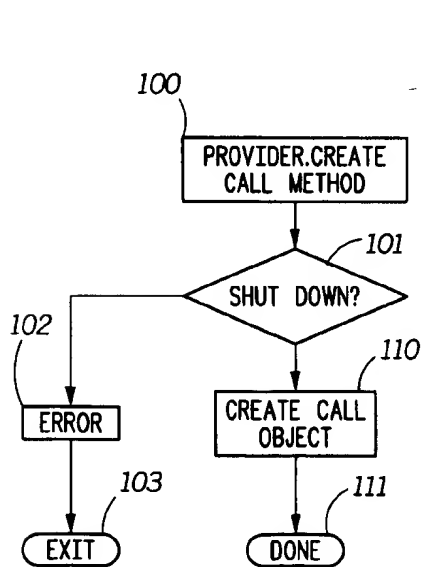 100
PROVIDER.CREATE
CALL METHOD
101
SHUT DOWN?
102
110
ERROR
CREATE CALL
OBJECT
103
111
EXIT
DONE